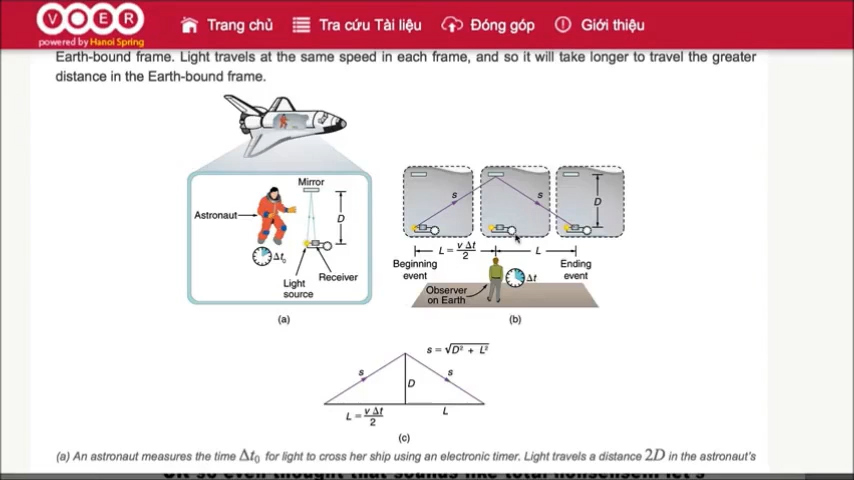 VOER
powered by Hanoi Spring
Trang chủ
Tra cứu Tài liệu
Đóng góp
Giới thiệu
Earth-bound frame. Light travels at the same speed in each frame, and so it will take longer to travel the greater
distance in the Earth-bound frame.
Mirror
Astronaut
D
Δt₀
Light
source
Receiver
(a)
s
s
D
L = v Δt / 2
L
Beginning
event
Ending
event
Observer
on Earth
Δt
(b)
s = √D² + L²
s
s
D
L = v Δt / 2
L
(c)
(a) An astronaut measures the time Δt₀ for light to cross her ship using an electronic timer. Light travels a distance 2D in the astronaut's